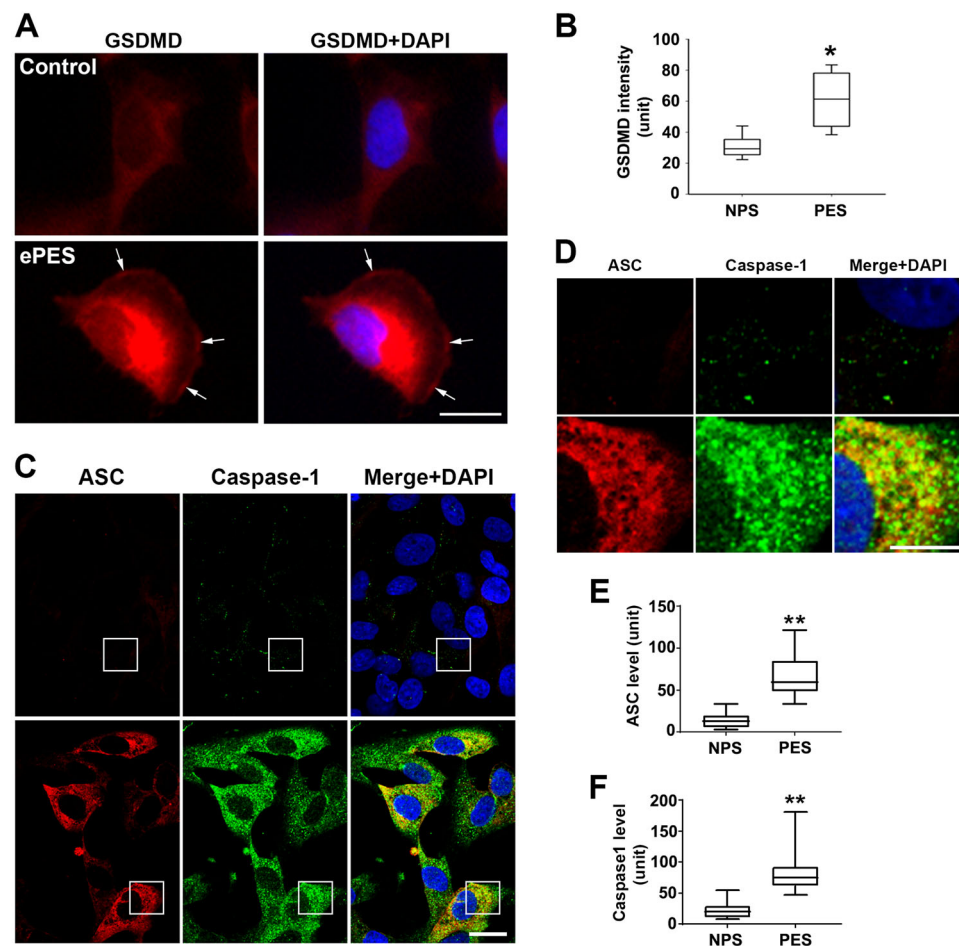 A
GSDMD
GSDMD+DAPI
Control
ePES
B
GSDMD intensity
(unit)
100
80
60
40
20
0
*
NPS
PES
C
ASC
Caspase-1
Merge+DAPI
D
ASC
Caspase-1
Merge+DAPI
E
ASC level (unit)
150
100
50
0
**
NPS
PES
F
Caspase1 level
(unit)
200
150
100
50
0
**
NPS
PES